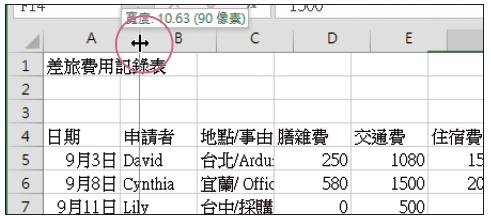 F14 1500
寬度: 10.63 (90 像素)
A B C D E
1 差旅費用記錄表
2
3
4 日期 申請者 地點/事由 膳雜費 交通費 住宿費
5 9月3日 David 台北/Ardu 250 1080 15
6 9月8日 Cynthia 宜蘭/ Offic 580 1500 20
7 9月11日 Lily 台中/採購 0 500